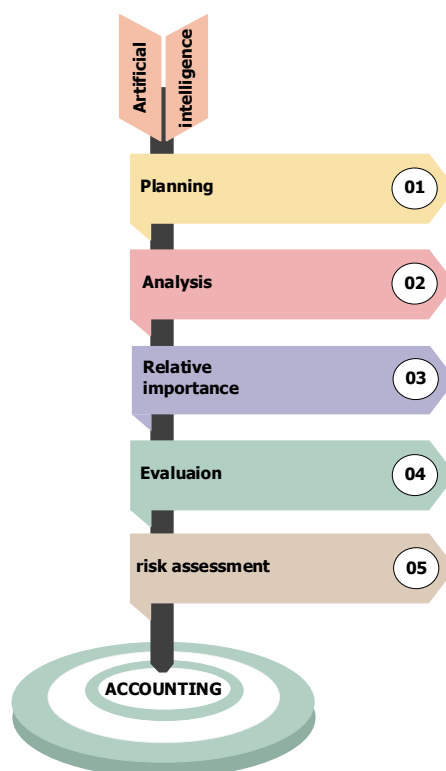 Artificial
intelligence
Planning
01
Analysis
02
Relative
importance
03
Evaluaion
04
risk assessment
05
ACCOUNTING